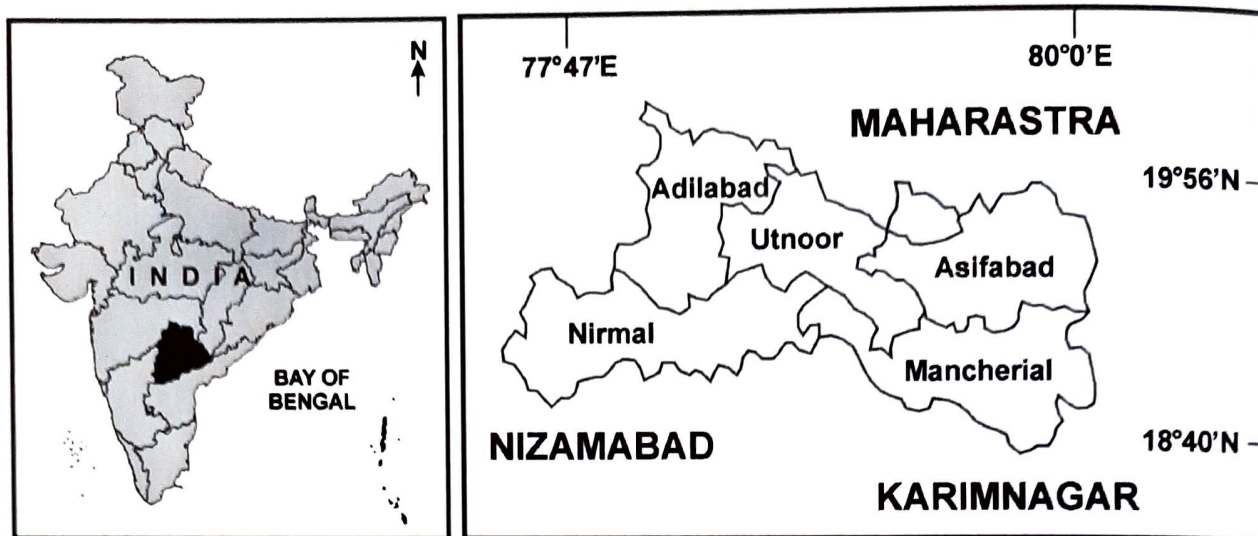 N
INDIA
BAY OF
BENGAL
77°47'E
80°0'E
MAHARASTRA
19°56'N
Adilabad
Utnoor
Asifabad
Nirmal
Mancherial
NIZAMABAD
18°40'N
KARIMNAGAR